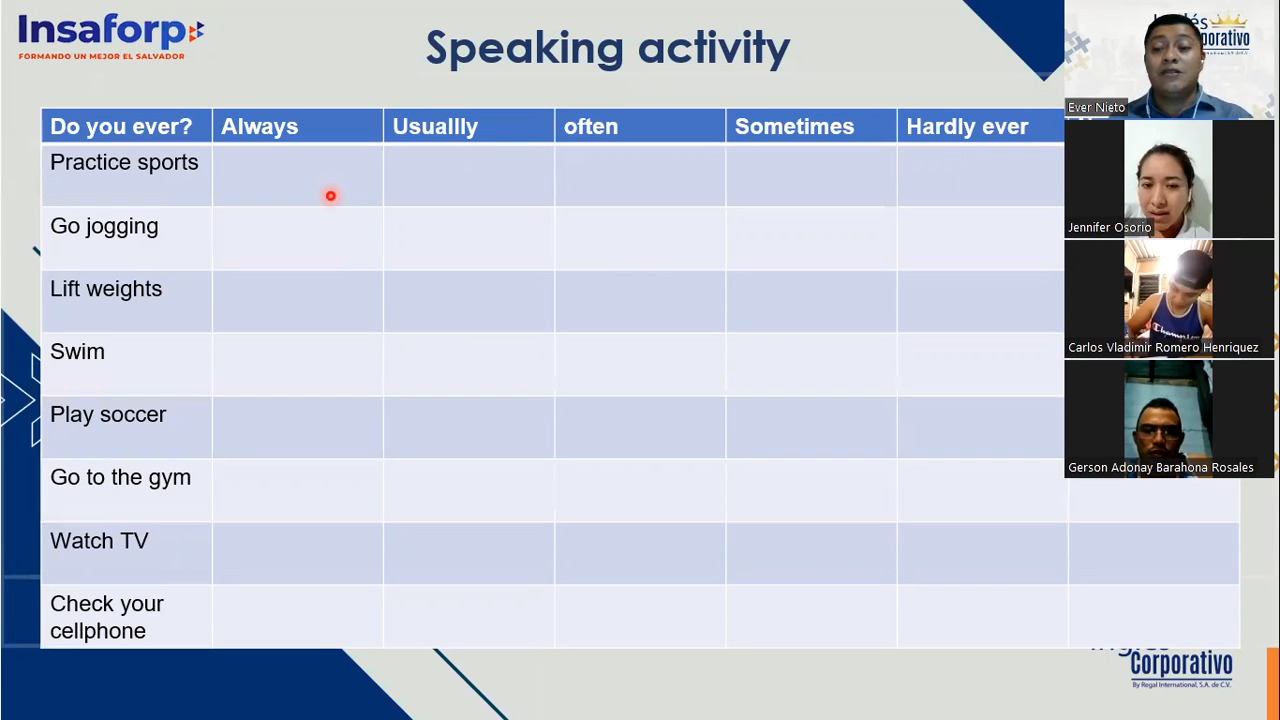 Insaforp
FORMANDO UN MEJOR EL SALVADOR
Speaking activity
Do you ever?
Always
Usuallly
often
Sometimes
Hardly ever
Practice sports
Go jogging
Lift weights
Swim
Play soccer
Go to the gym
Watch TV
Check your
cellphone
Ever Nieto
Jennifer Osorio
Champion
Carlos Vladimir Romero Henriquez
Gerson Adonay Barahona Rosales
Corporativo
By Regal International, S.A. de C.V.